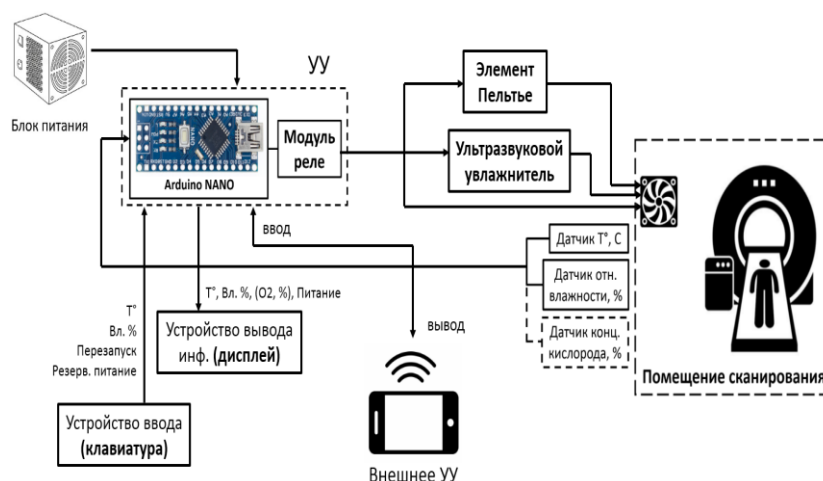 Блок питания
УУ
Arduino NANO
Модуль
реле
Элемент
Пельтье
Ультразвуковой
увлажнитель
Датчик Т°, С
Датчик отн.
влажности, %
Датчик конц.
кислорода, %
Помещение сканирования
ввод
вывод
Т°, Вл. %, (О2, %), Питание
Устройство вывода
инф. (дисплей)
Т°
Вл. %
Перезапуск
Резерв. питание
Устройство ввода
(клавиатура)
Внешнее УУ